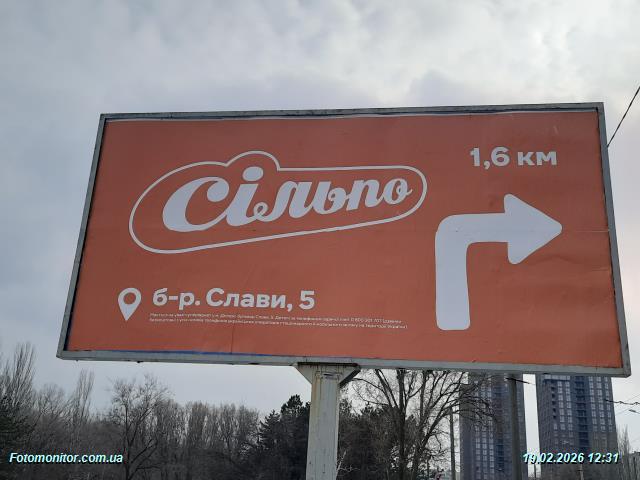 1,6 км
Сільпо
б-р. Слави, 5
Fotomonitor.com.ua
19.02.2026 12:31